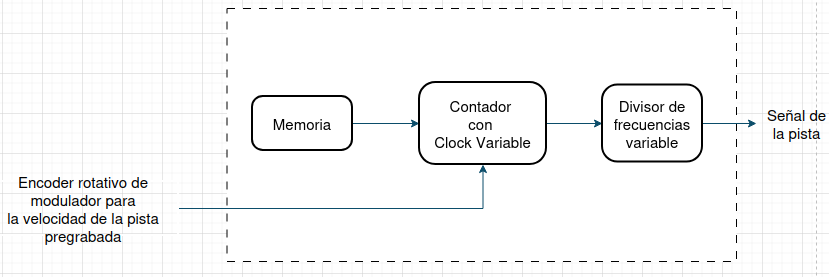 Memoria
Contador
con
Clock Variable
Divisor de
frecuencias
variable
Señal de
la pista
Encoder rotativo de
modulador para
la velocidad de la pista
pregrabada